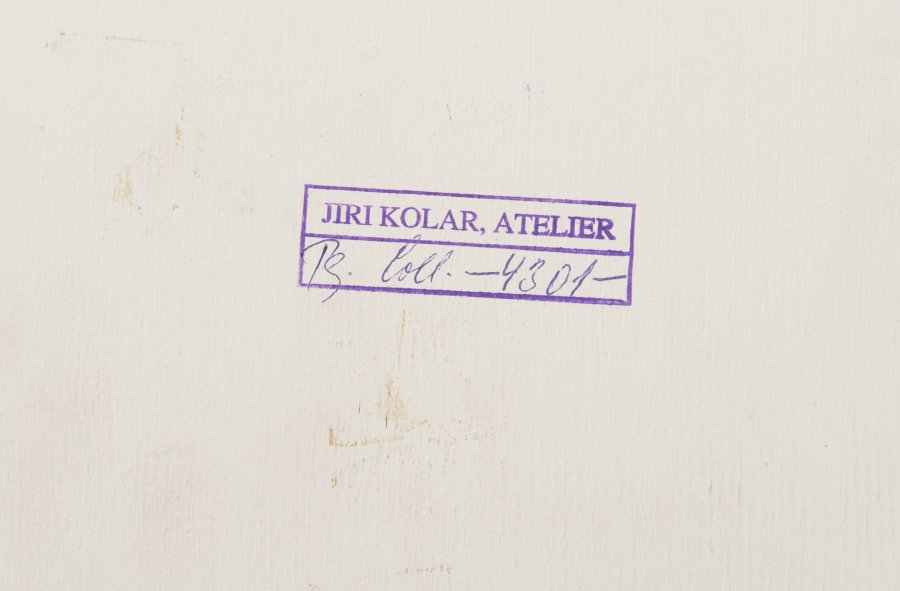 JIRI KOLAR, ATELIER
Coll. — 4301 —